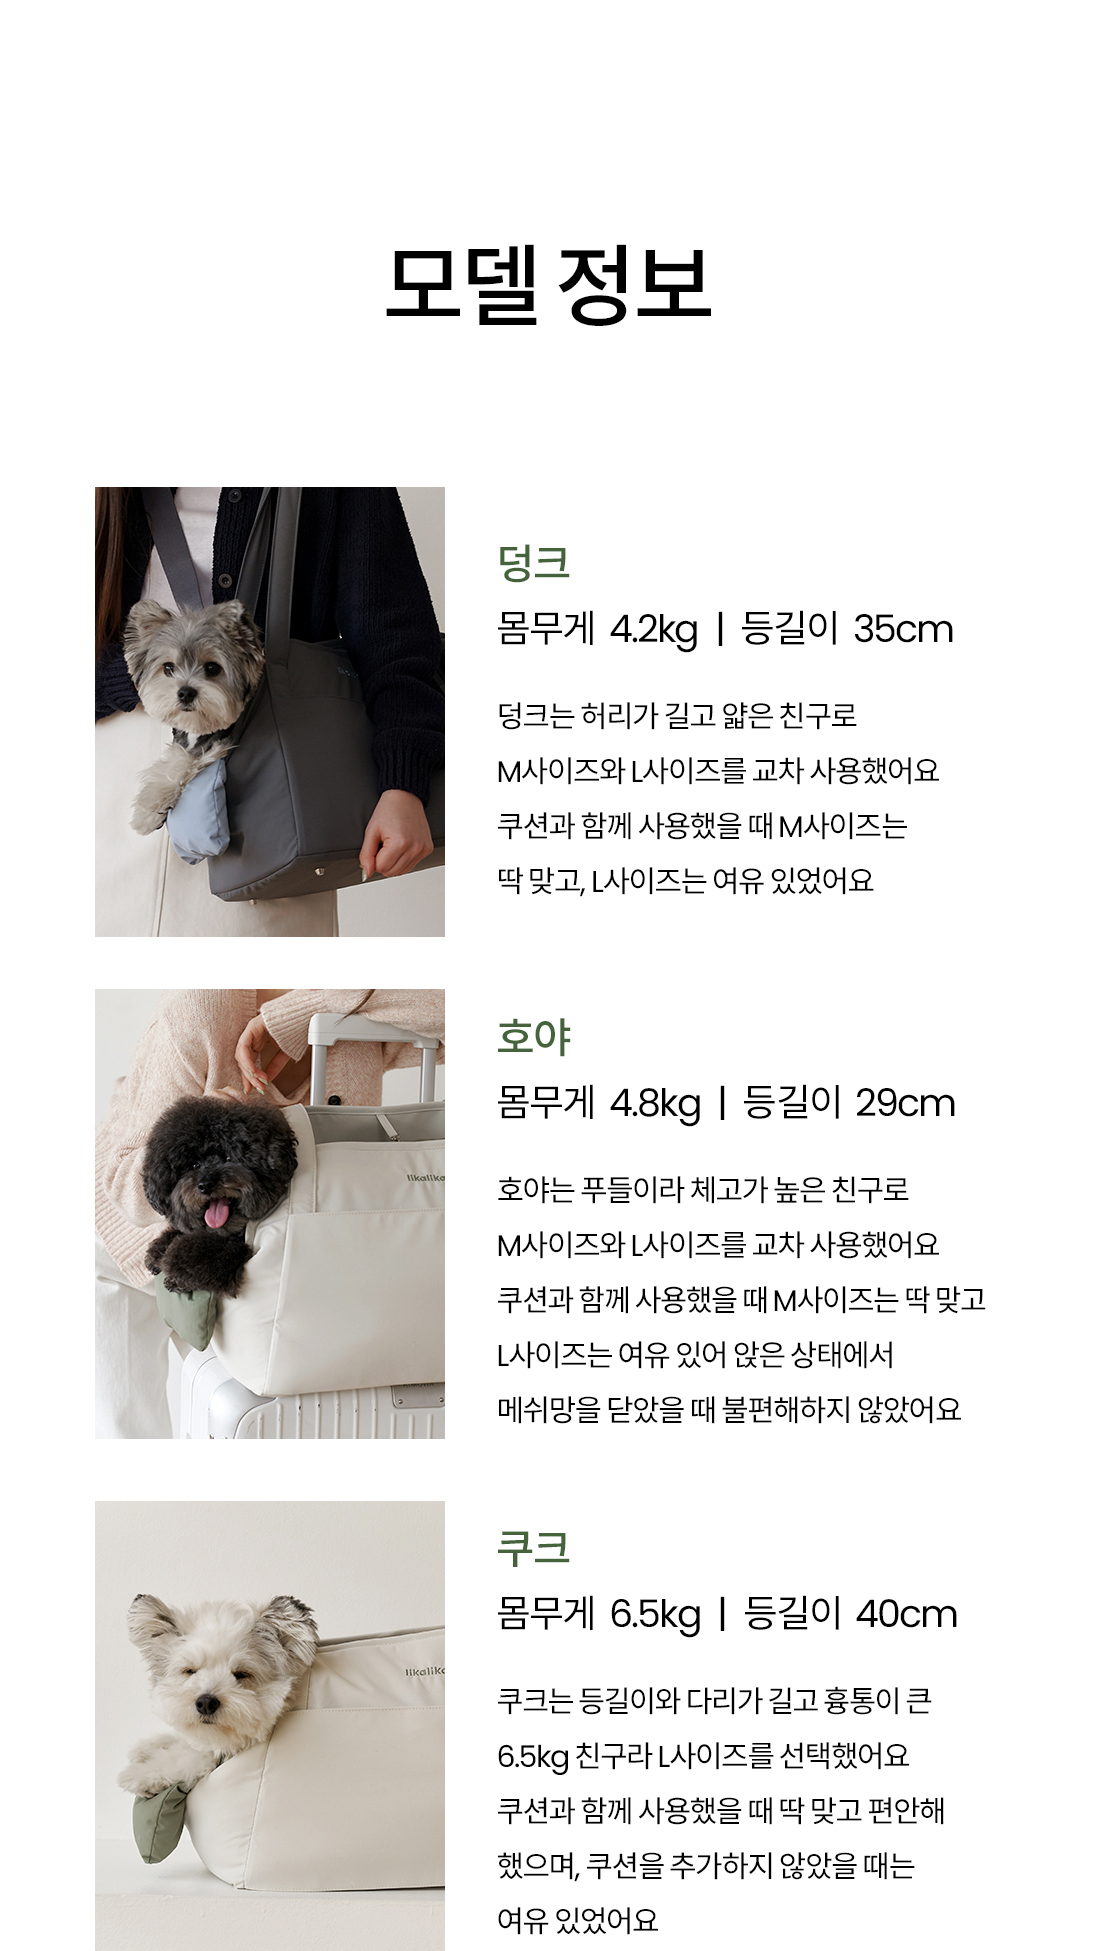 모델 정보
덩크
몸무게 4.2kg | 등길이 35cm
덩크는 허리가 길고 얇은 친구로
M사이즈와 L사이즈를 교차 사용했어요
쿠션과 함께 사용했을 때 M사이즈는
딱 맞고, L사이즈는 여유 있었어요
호야
몸무게 4.8kg | 등길이 29cm
likalika
호야는 푸들이라 체고가 높은 친구로
M사이즈와 L사이즈를 교차 사용했어요
쿠션과 함께 사용했을 때 M사이즈는 딱 맞고
L사이즈는 여유 있어 앉은 상태에서
메쉬망을 닫았을 때 불편해하지 않았어요
쿠크
몸무게 6.5kg | 등길이 40cm
likalika
쿠크는 등길이와 다리가 길고 흉통이 큰
6.5kg 친구라 L사이즈를 선택했어요
쿠션과 함께 사용했을 때 딱 맞고 편안해
했으며, 쿠션을 추가하지 않았을 때는
여유 있었어요